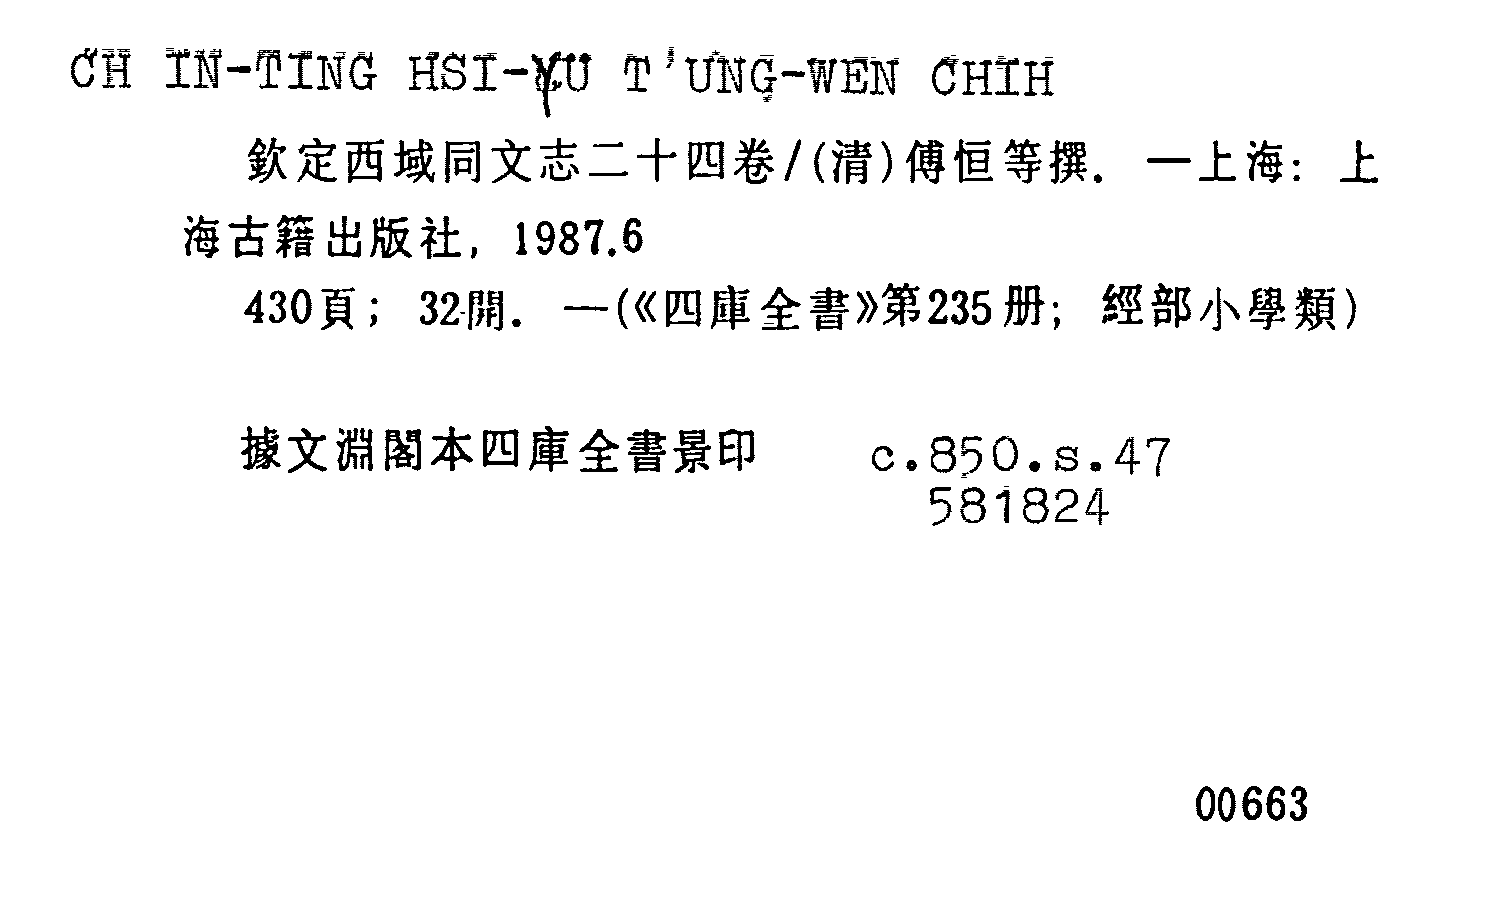 CH IN-TING HSI-YU T'UNG-WEN CHIH
欽定西域同文志二十四卷/(清)傅恒等撰. —上海: 上
海古籍出版社, 1987.6
430頁; 32開. —(《四庫全書》第235册; 經部小學類)
據文淵閣本四庫全書景印 c.850.s.47
581824
00663